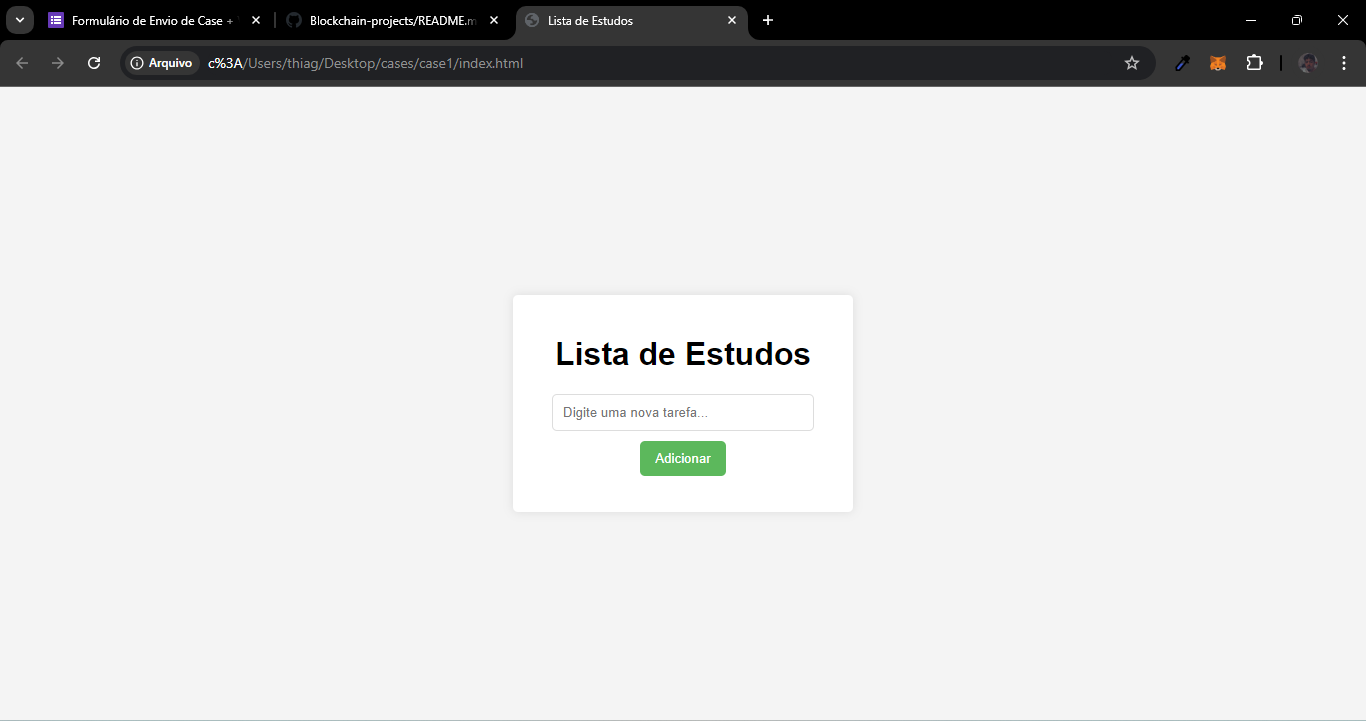 Formulário de Envio de Case +
Blockchain-projects/README.m
Lista de Estudos
Arquivo
c%3A/Users/thiag/Desktop/cases/case1/index.html
Lista de Estudos
Digite uma nova tarefa...
Adicionar